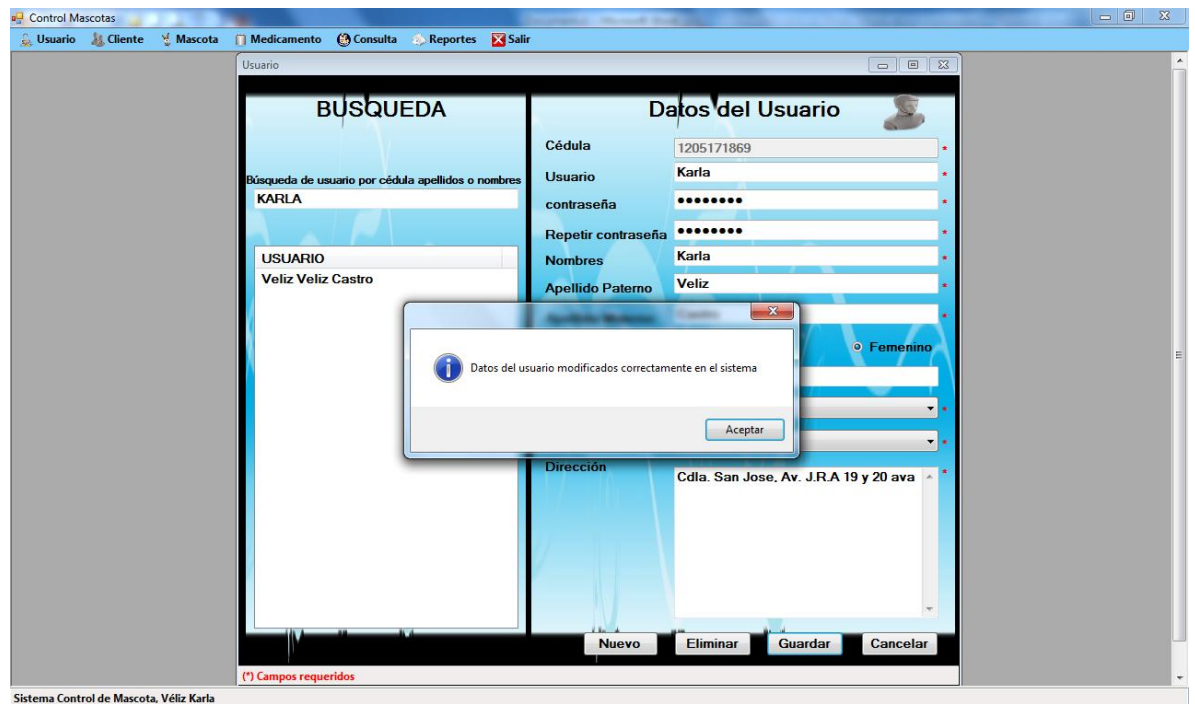 Control Mascotas
Usuario Cliente Mascota Medicamento Consulta Reportes Salir
Usuario
BUSQUEDA
Búsqueda de usuario por cédula apellidos o nombres
KARLA
USUARIO
Veliz Veliz Castro
Datos del Usuario
Cédula 1205171869 *
Usuario Karla *
contraseña ●●●●●●●● *
Repetir contraseña ●●●●●●●● *
Nombres Karla *
Apellido Paterno Veliz *
*
Femenino
Datos del usuario modificados correctamente en el sistema
Aceptar
*
*
Dirección Cdla. San Jose, Av. J.R.A 19 y 20 ava *
Nuevo Eliminar Guardar Cancelar
(*) Campos requeridos
Sistema Control de Mascota, Véliz Karla